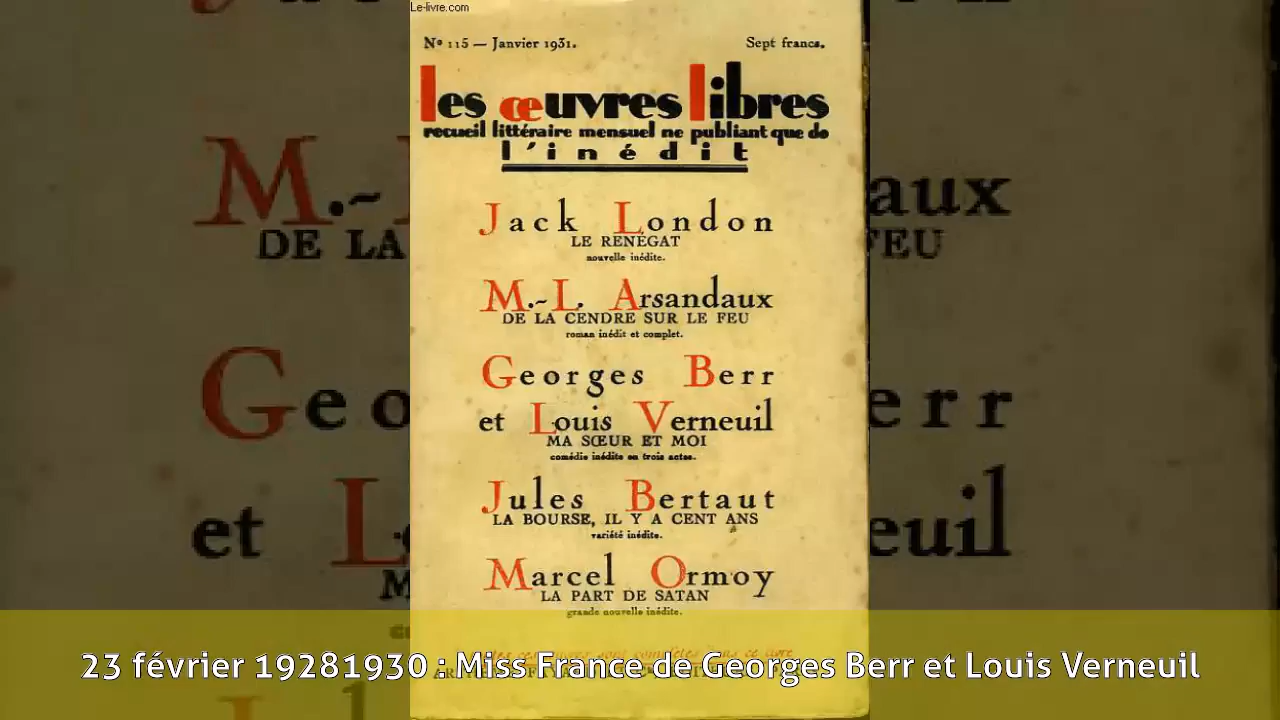 Le-livre.com
Nº 115 — Janvier 1931.
Sept francs.
les œuvres libres
recueil littéraire mensuel ne publiant que de
l'inédit
Jack London
LE RENÉGAT
nouvelle inédite.
M.-L. Arsandaux
DE LA CENDRE SUR LE FEU
roman inédit et complet.
Georges Berr
et Louis Verneuil
MA SŒUR ET MOI
comédie inédite en trois actes.
Jules Bertaut
LA BOURSE, IL Y A CENT ANS
variété inédite.
Marcel Ormoy
LA PART DE SATAN
grande nouvelle inédite.
23 février 19281930 : Miss France de Georges Berr et Louis Verneuil